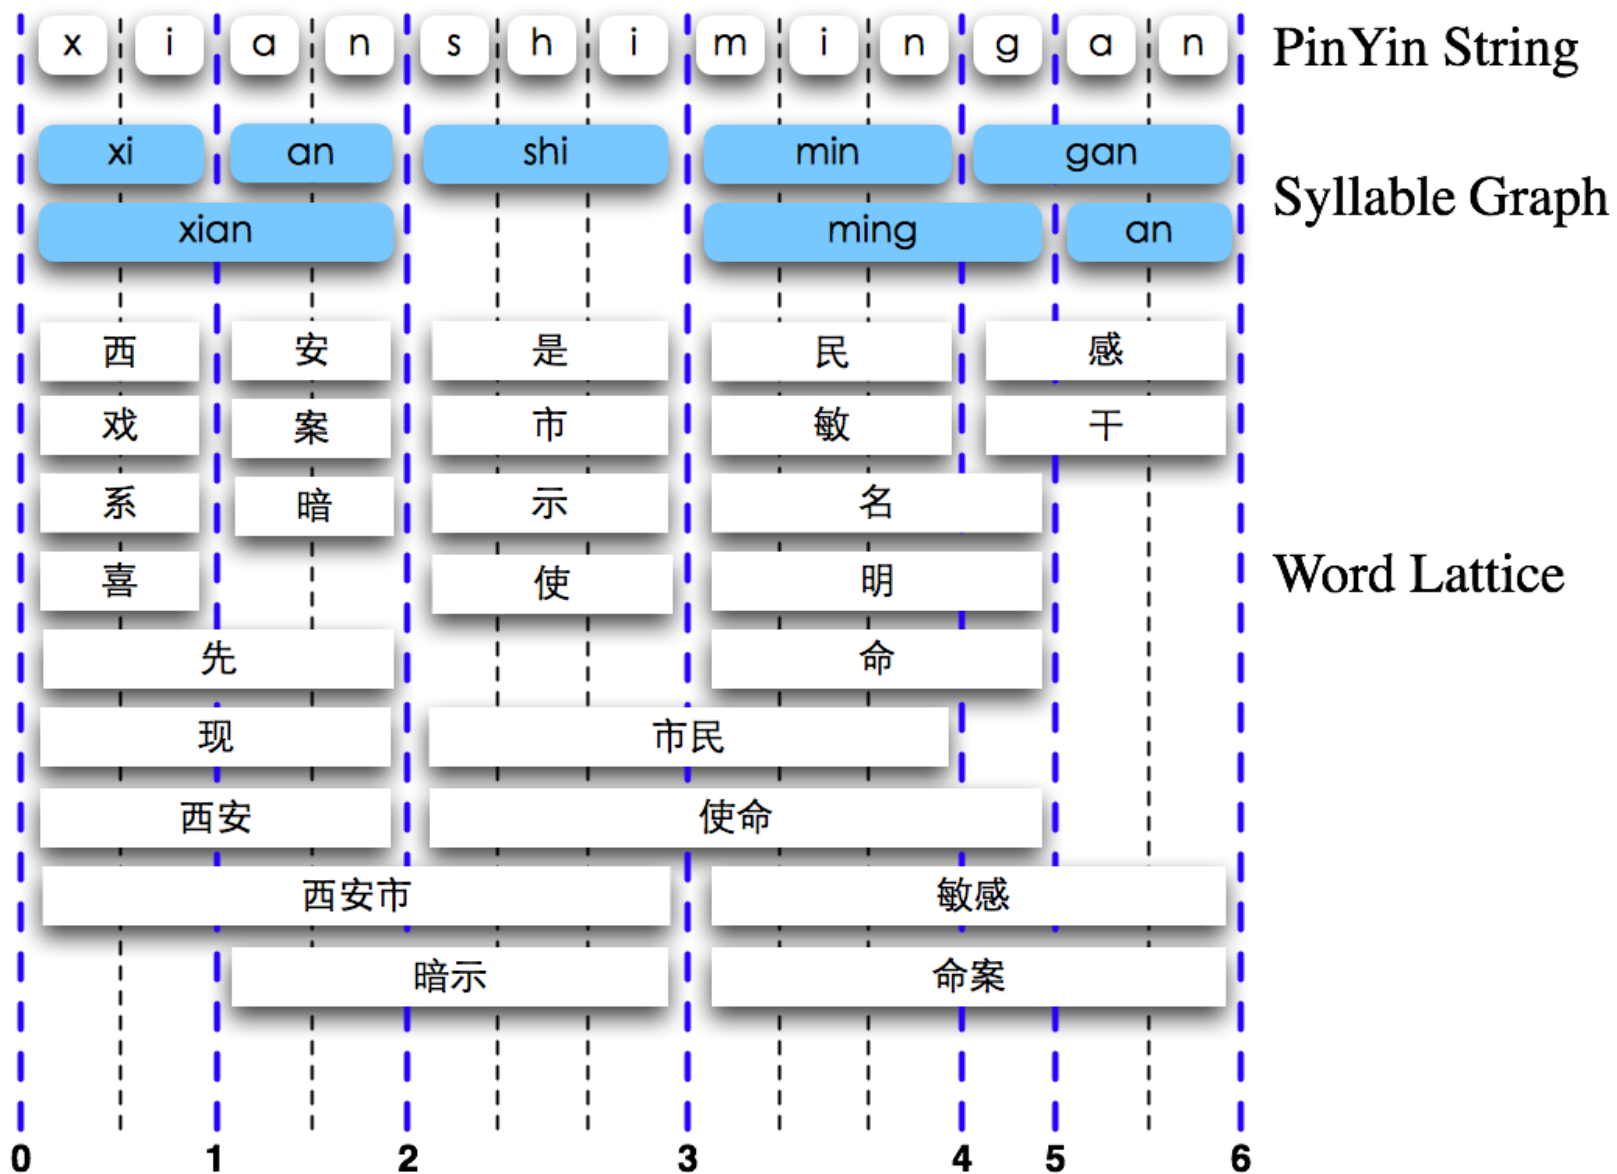 x i a n s h i m i n g a n PinYin String
xi an shi min gan
Syllable Graph
xian ming an
西 安 是 民 感
戏 案 市 敏 干
系 暗 示 名
喜 使 明 Word Lattice
先 命
现 市民
西安 使命
西安市 敏感
暗示 命案
0 1 2 3 4 5 6